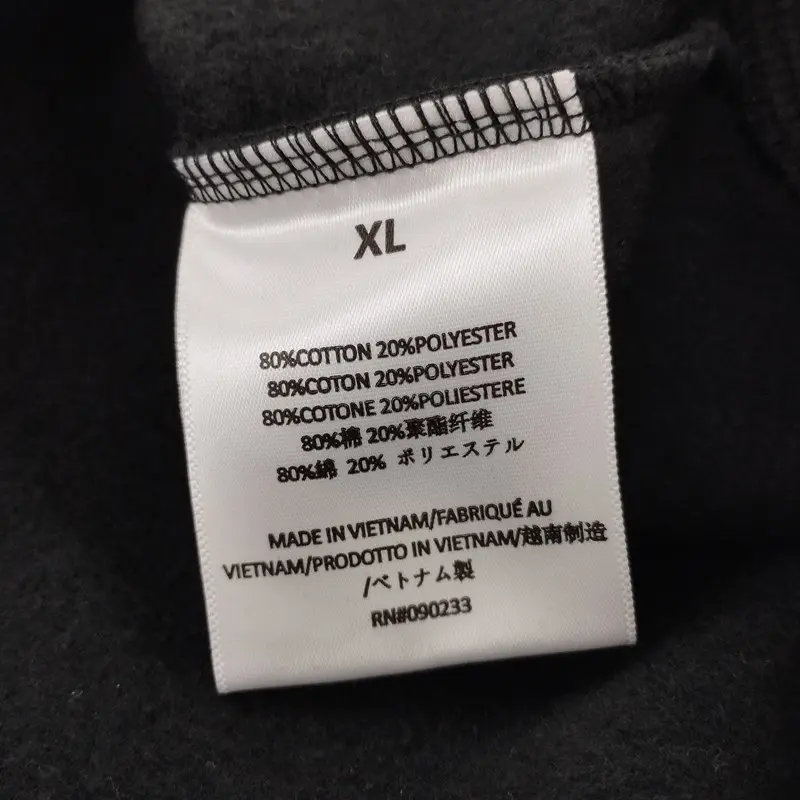 XL
80%COTTON 20%POLYESTER
80%COTON 20%POLYESTER
80%COTONE 20%POLIESTERE
80%棉 20%聚酯纤维
80%綿 20% ポリエステル
MADE IN VIETNAM/FABRIQUÉ AU
VIETNAM/PRODOTTO IN VIETNAM/越南制造
/ベトナム製
RN#090233